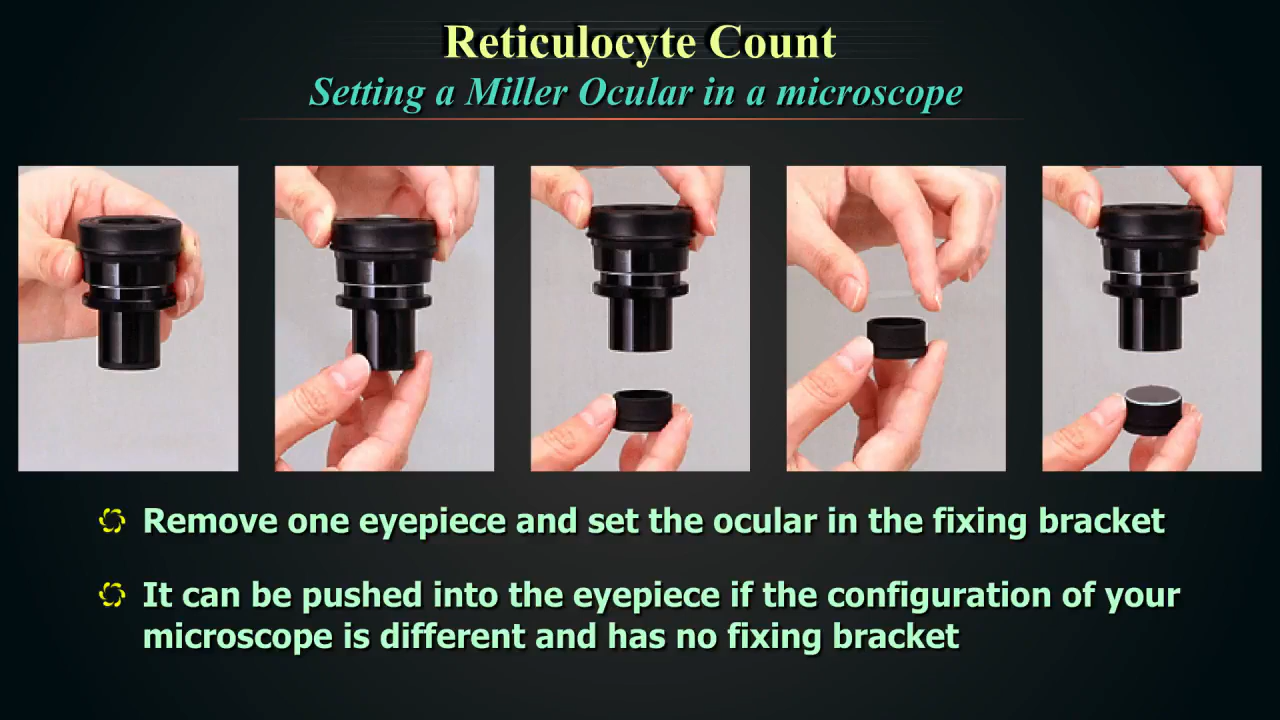 Reticulocyte Count
Setting a Miller Ocular in a microscope
Remove one eyepiece and set the ocular in the fixing bracket
It can be pushed into the eyepiece if the configuration of your
microscope is different and has no fixing bracket